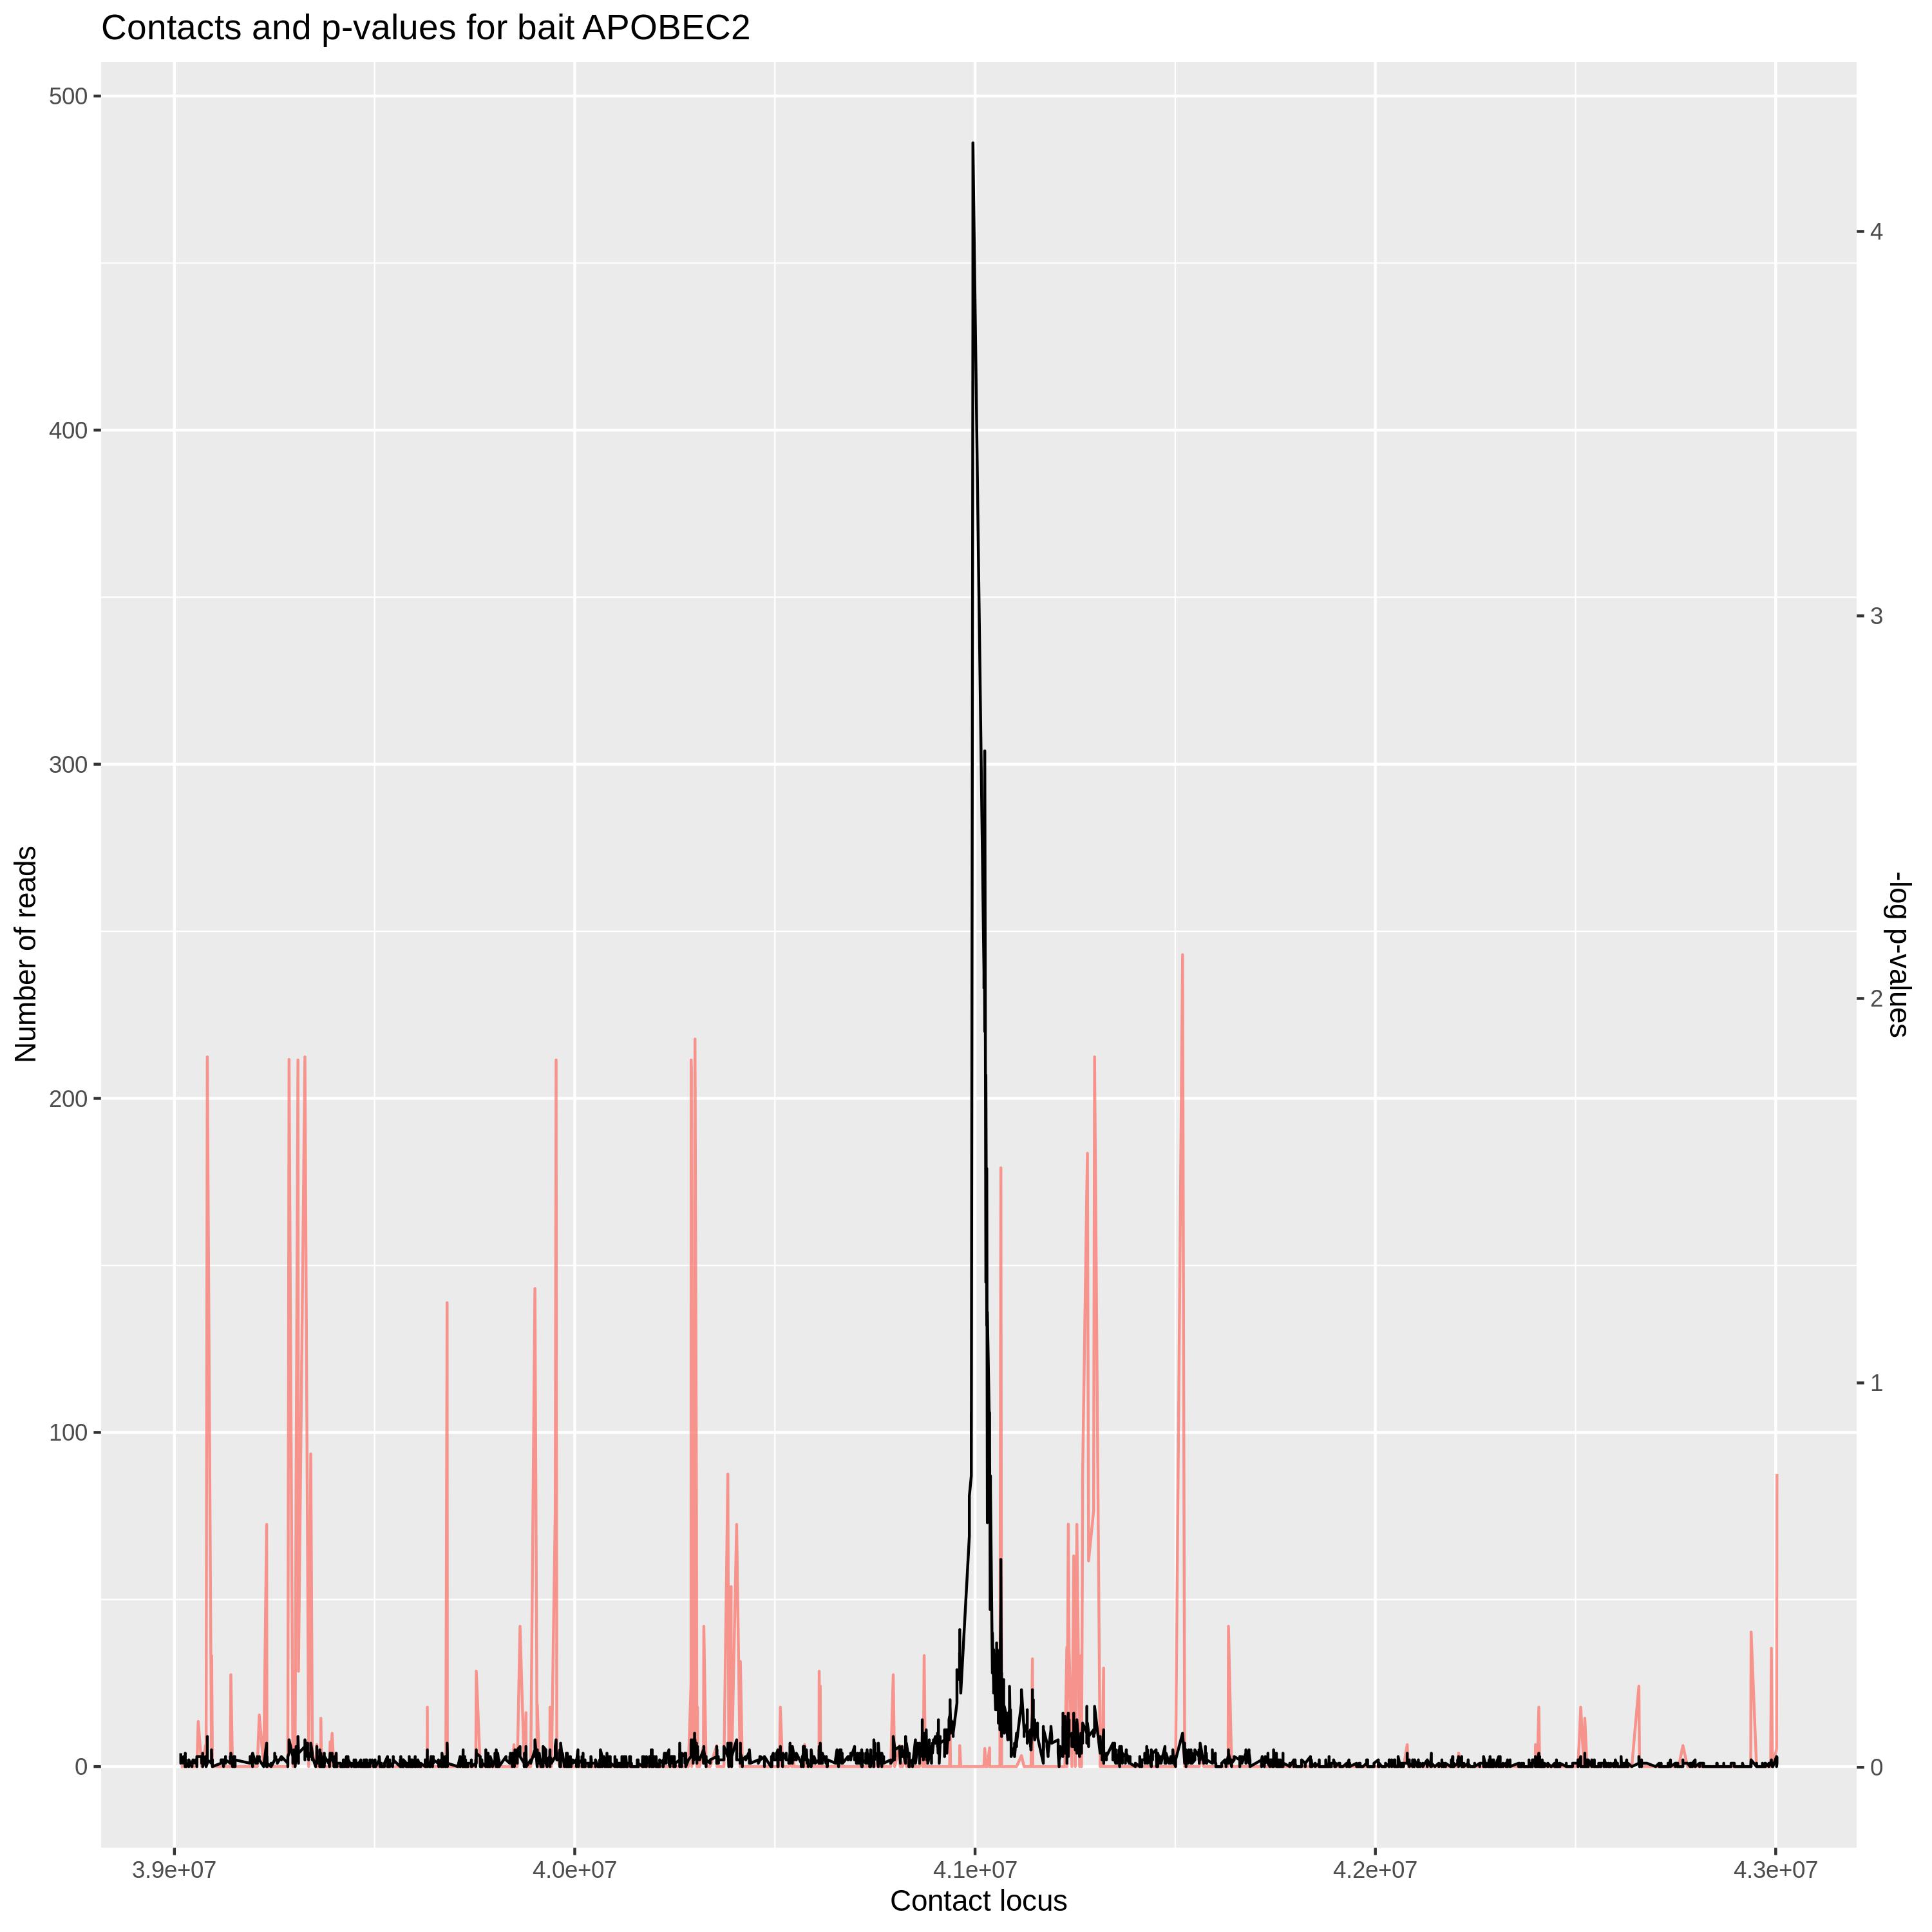 Contacts and p-values for bait APOBEC2
500
400
300
200
100
0
Number of reads
4
3
2
1
0
-log p-values
3.9e+07
4.0e+07
4.1e+07
4.2e+07
4.3e+07
Contact locus